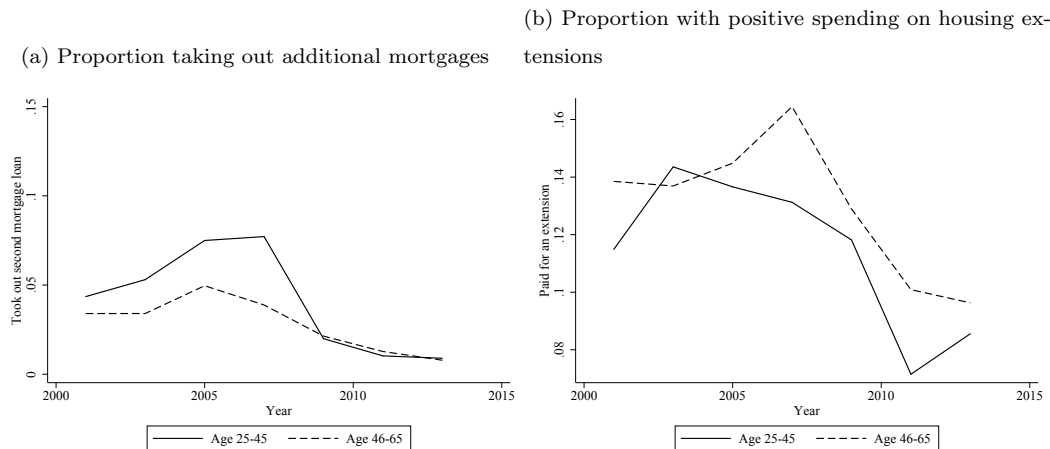 (a) Proportion taking out additional mortgages
Took out second mortgage loan
.15
.1
.05
0
2000
2005
2010
2015
Year
Age 25-45
Age 46-65
(b) Proportion with positive spending on housing ex-
tensions
Paid for an extension
.16
.14
.12
.1
.08
2000
2005
2010
2015
Year
Age 25-45
Age 46-65